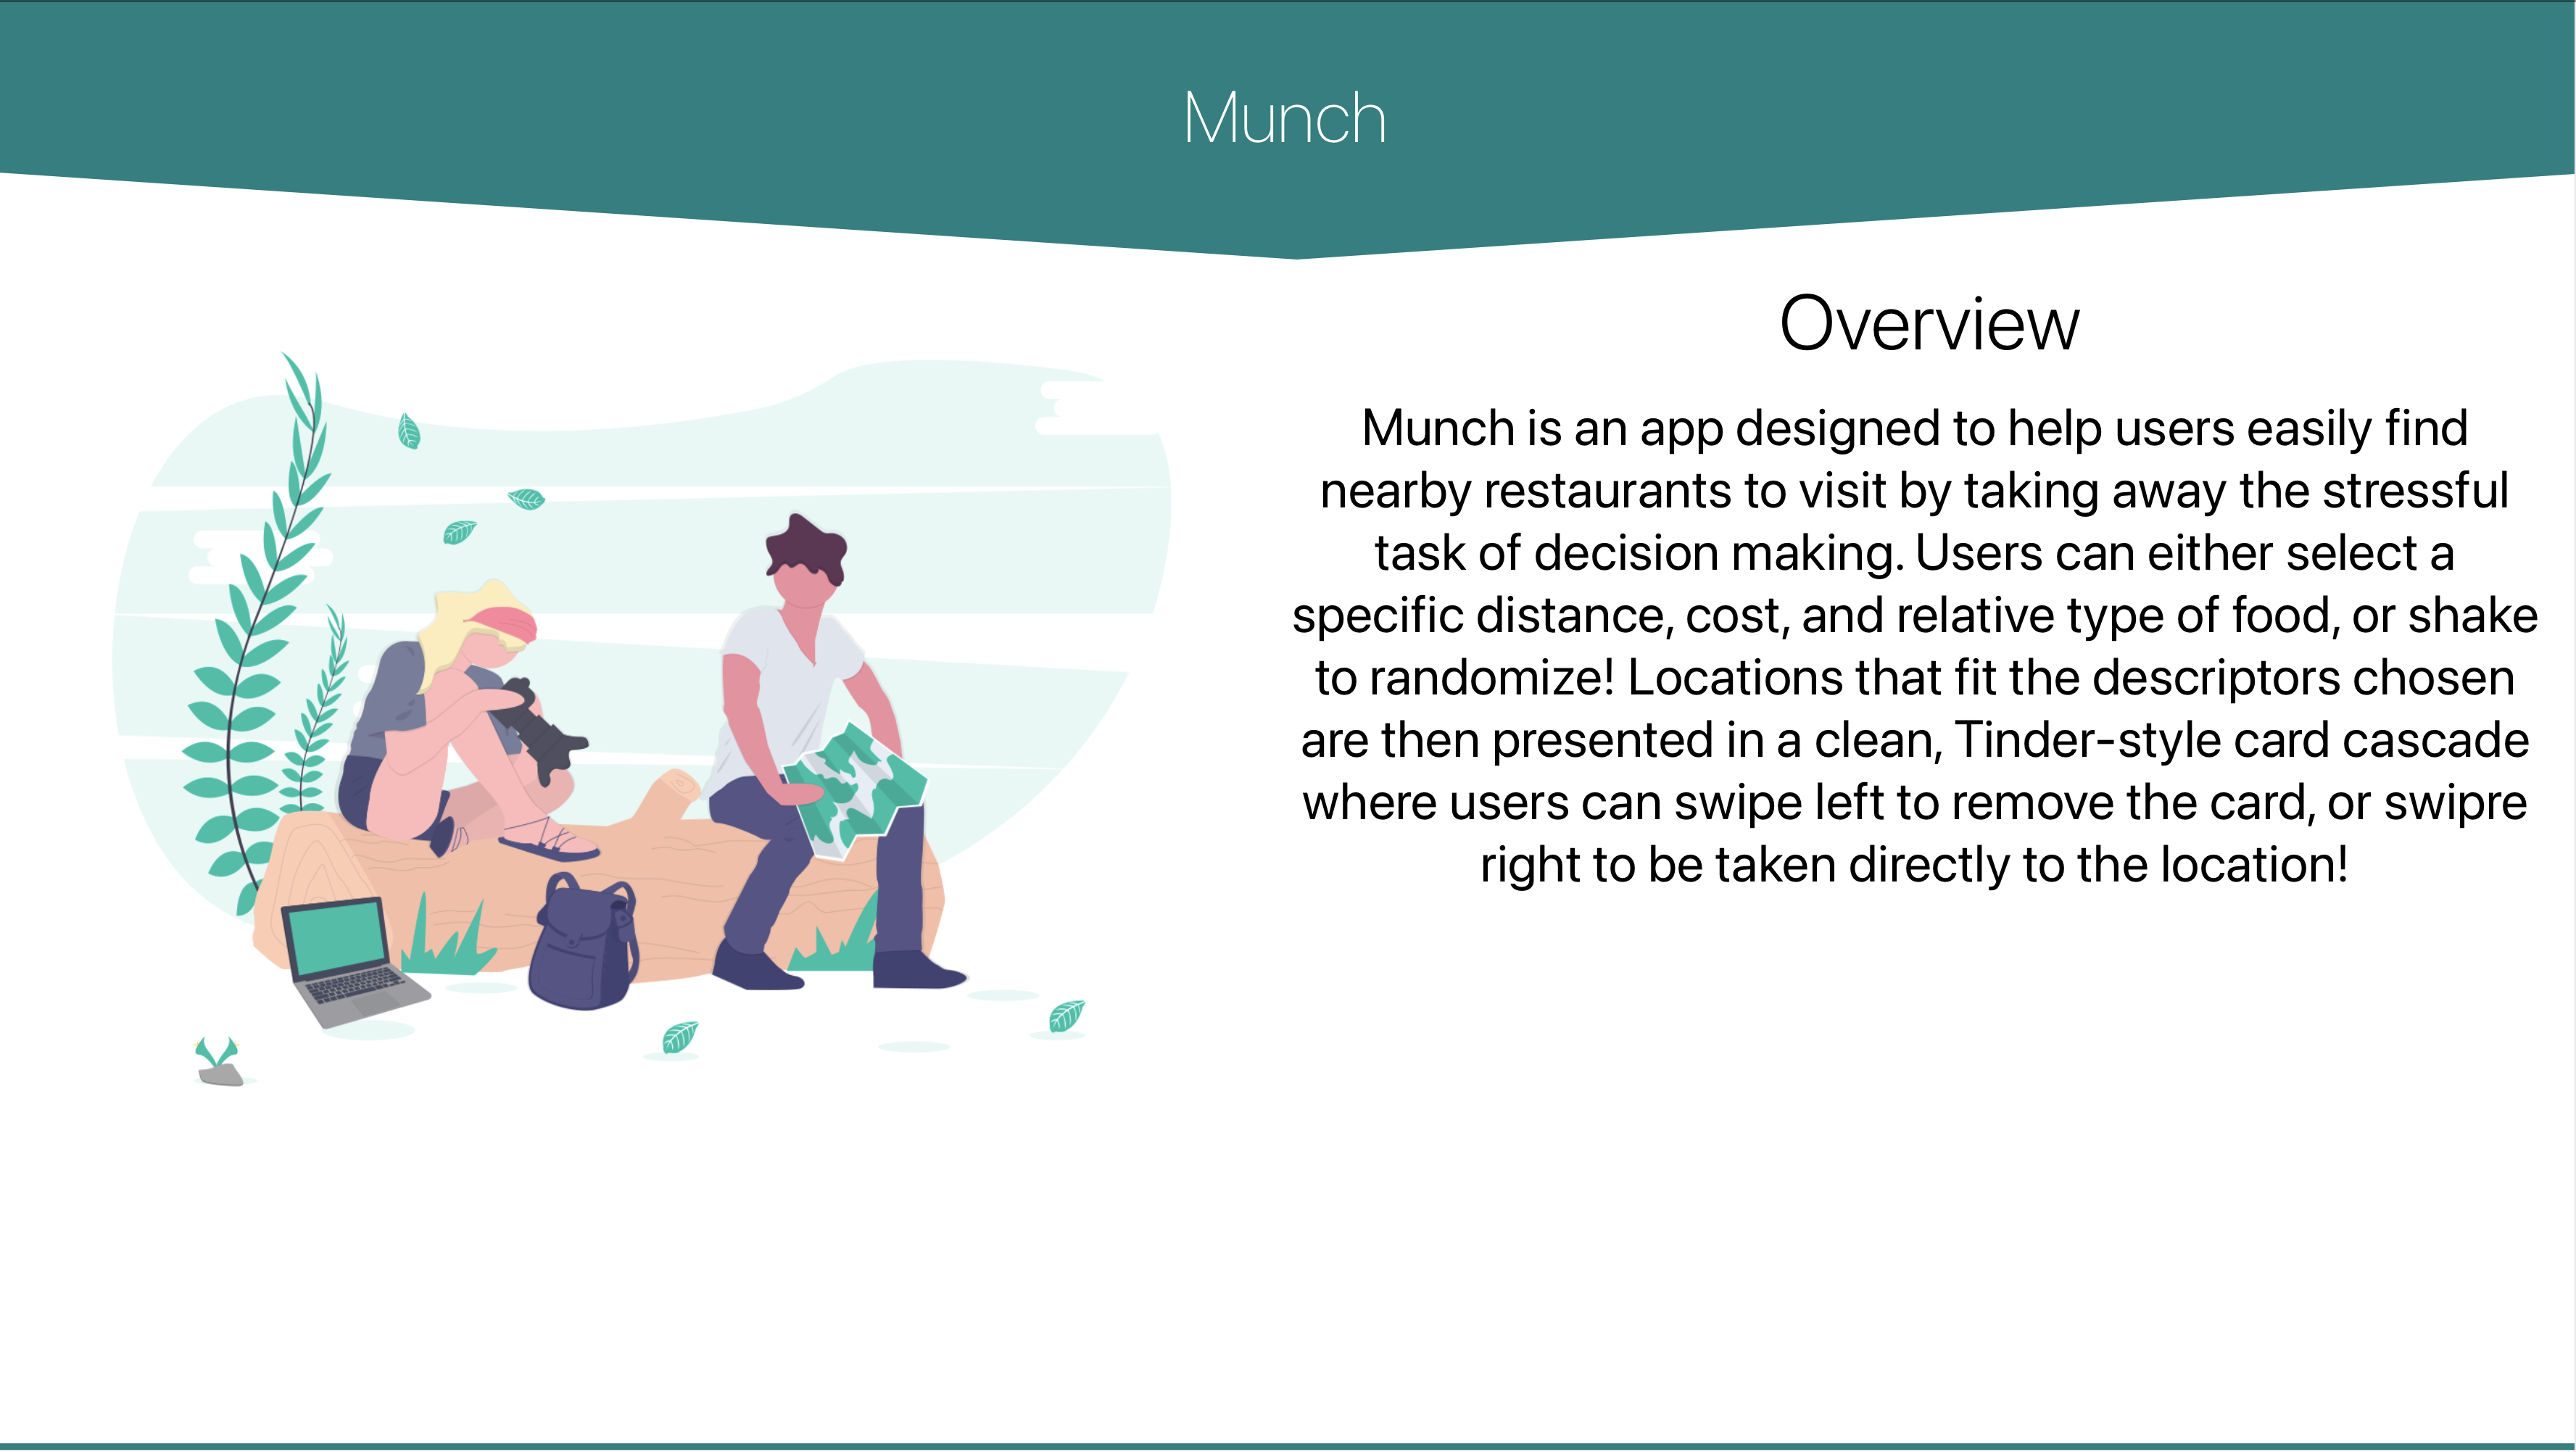 Munch
Overview
Munch is an app designed to help users easily find
nearby restaurants to visit by taking away the stressful
task of decision making. Users can either select a
specific distance, cost, and relative type of food, or shake
to randomize! Locations that fit the descriptors chosen
are then presented in a clean, Tinder-style card cascade
where users can swipe left to remove the card, or swipre
right to be taken directly to the location!